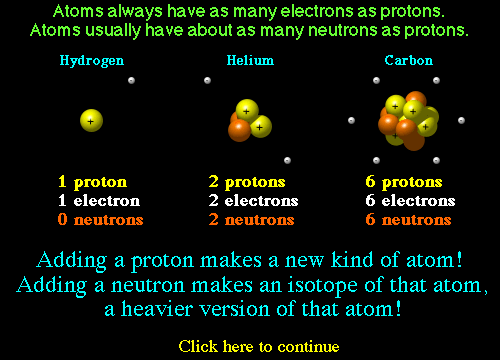 Atoms always have as many electrons as protons.
Atoms usually have about as many neutrons as protons.
Hydrogen Helium Carbon
+ + + + + +
1 proton 2 protons 6 protons
1 electron 2 electrons 6 electrons
0 neutrons 2 neutrons 6 neutrons
Adding a proton makes a new kind of atom!
Adding a neutron makes an isotope of that atom,
a heavier version of that atom!
Click here to continue